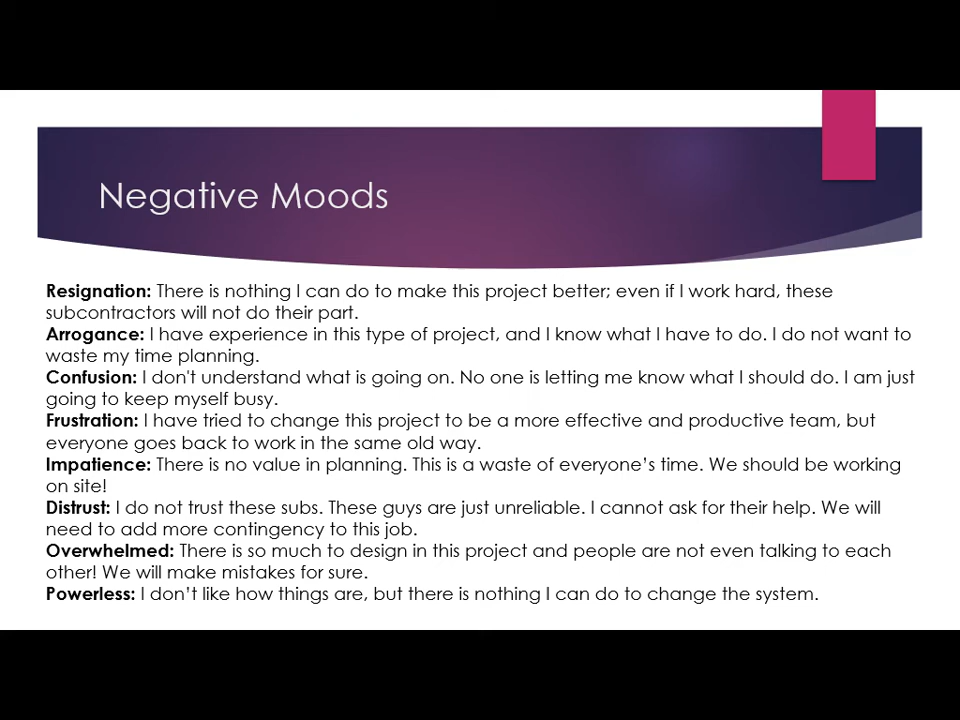 Negative Moods
Resignation: There is nothing I can do to make this project better; even if I work hard, these
subcontractors will not do their part.
Arrogance: I have experience in this type of project, and I know what I have to do. I do not want to
waste my time planning.
Confusion: I don't understand what is going on. No one is letting me know what I should do. I am just
going to keep myself busy.
Frustration: I have tried to change this project to be a more effective and productive team, but
everyone goes back to work in the same old way.
Impatience: There is no value in planning. This is a waste of everyone’s time. We should be working
on site!
Distrust: I do not trust these subs. These guys are just unreliable. I cannot ask for their help. We will
need to add more contingency to this job.
Overwhelmed: There is so much to design in this project and people are not even talking to each
other! We will make mistakes for sure.
Powerless: I don’t like how things are, but there is nothing I can do to change the system.